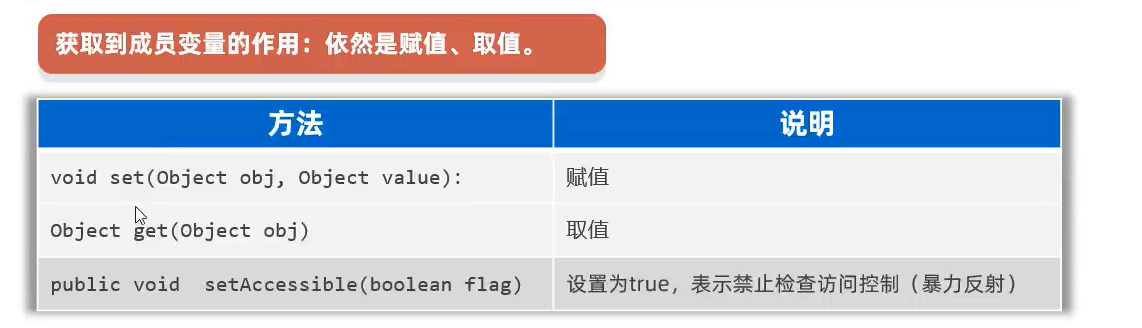 获取到成员变量的作用：依然是赋值、取值。
方法 说明
void set(Object obj, Object value): 赋值
Object get(Object obj) 取值
public void  setAccessible(boolean flag) 设置为true，表示禁止检查访问控制（暴力反射）